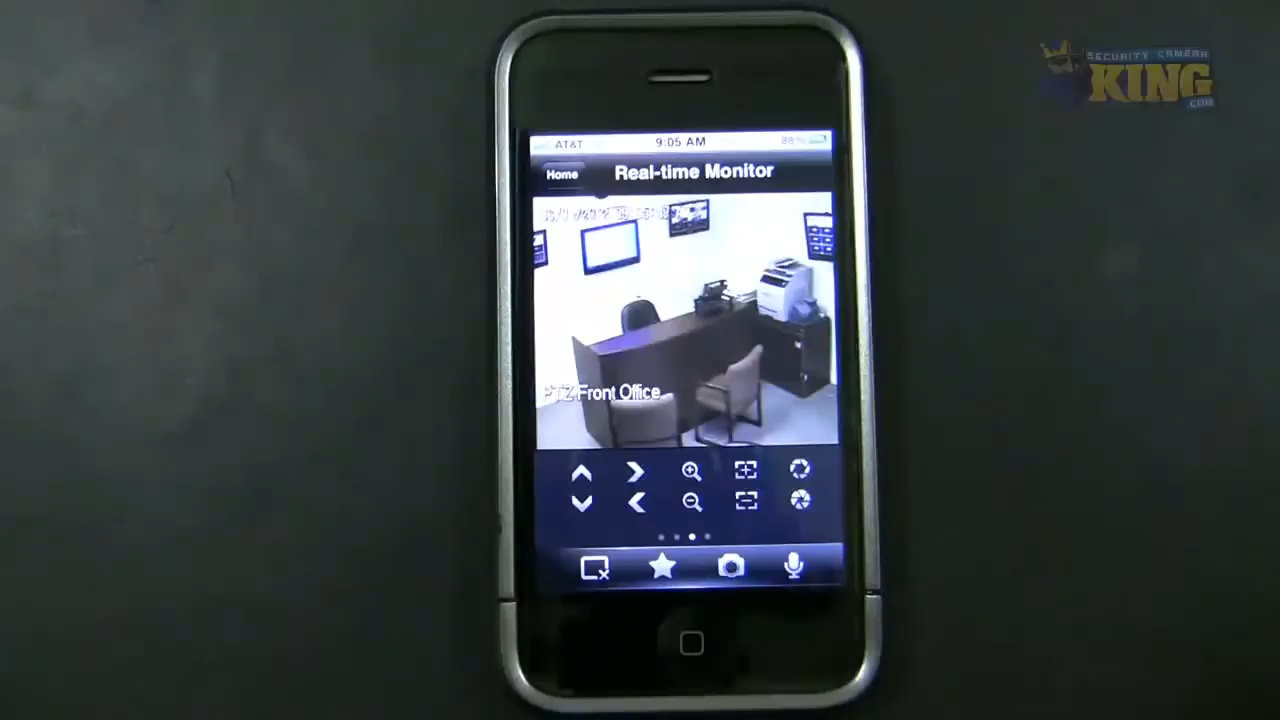 SECURITY CAMERA
KING
.COM
AT&T 9:05 AM
Home Real-time Monitor
PTZ Front Office